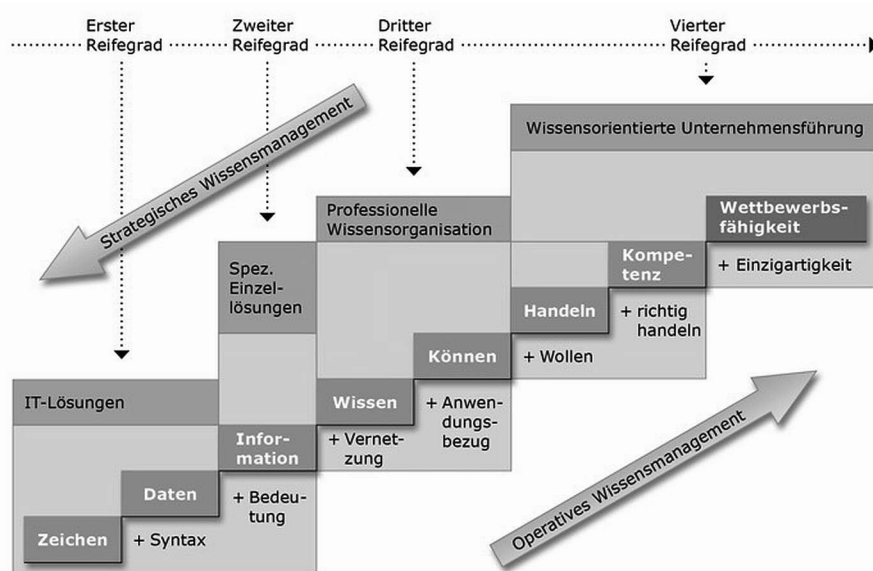 Erster
Reifegrad
Zweiter
Reifegrad
Dritter
Reifegrad
Vierter
Reifegrad
Strategisches Wissensmanagement
Wissensorientierte Unternehmensführung
Professionelle
Wissensorganisation
Wettbewerbs-
fähigkeit
Spez.
Einzel-
lösungen
Kompe-
tenz
+ Einzigartigkeit
Handeln
+ richtig
handeln
Können
+ Wollen
IT-Lösungen
Wissen
+ Anwen-
dungs-
bezug
Infor-
mation
+ Vernet-
zung
Daten
+ Bedeu-
tung
Zeichen
+ Syntax
Operatives Wissensmanagement